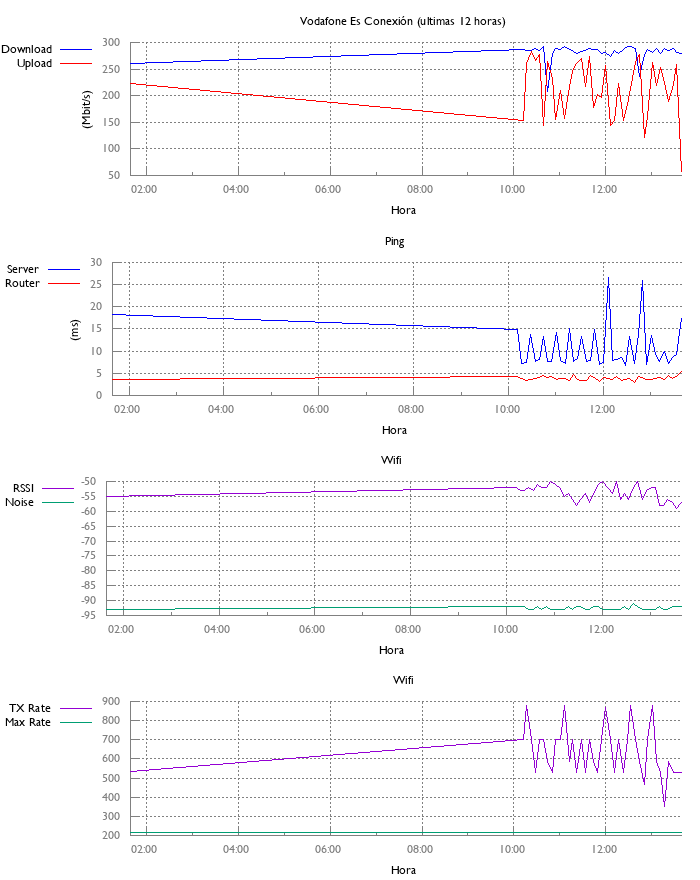 Vodafone Es Conexión (ultimas 12 horas)
Download
Upload
(Mbit/s)
300
250
200
150
100
50
02:00 04:00 06:00 08:00 10:00 12:00
Hora
Ping
Server
Router
(ms)
30
25
20
15
10
5
0
02:00 04:00 06:00 08:00 10:00 12:00
Hora
Wifi
RSSI
Noise
-50
-55
-60
-65
-70
-75
-80
-85
-90
-95
02:00 04:00 06:00 08:00 10:00 12:00
Hora
Wifi
TX Rate
Max Rate
900
800
700
600
500
400
300
200
02:00 04:00 06:00 08:00 10:00 12:00
Hora